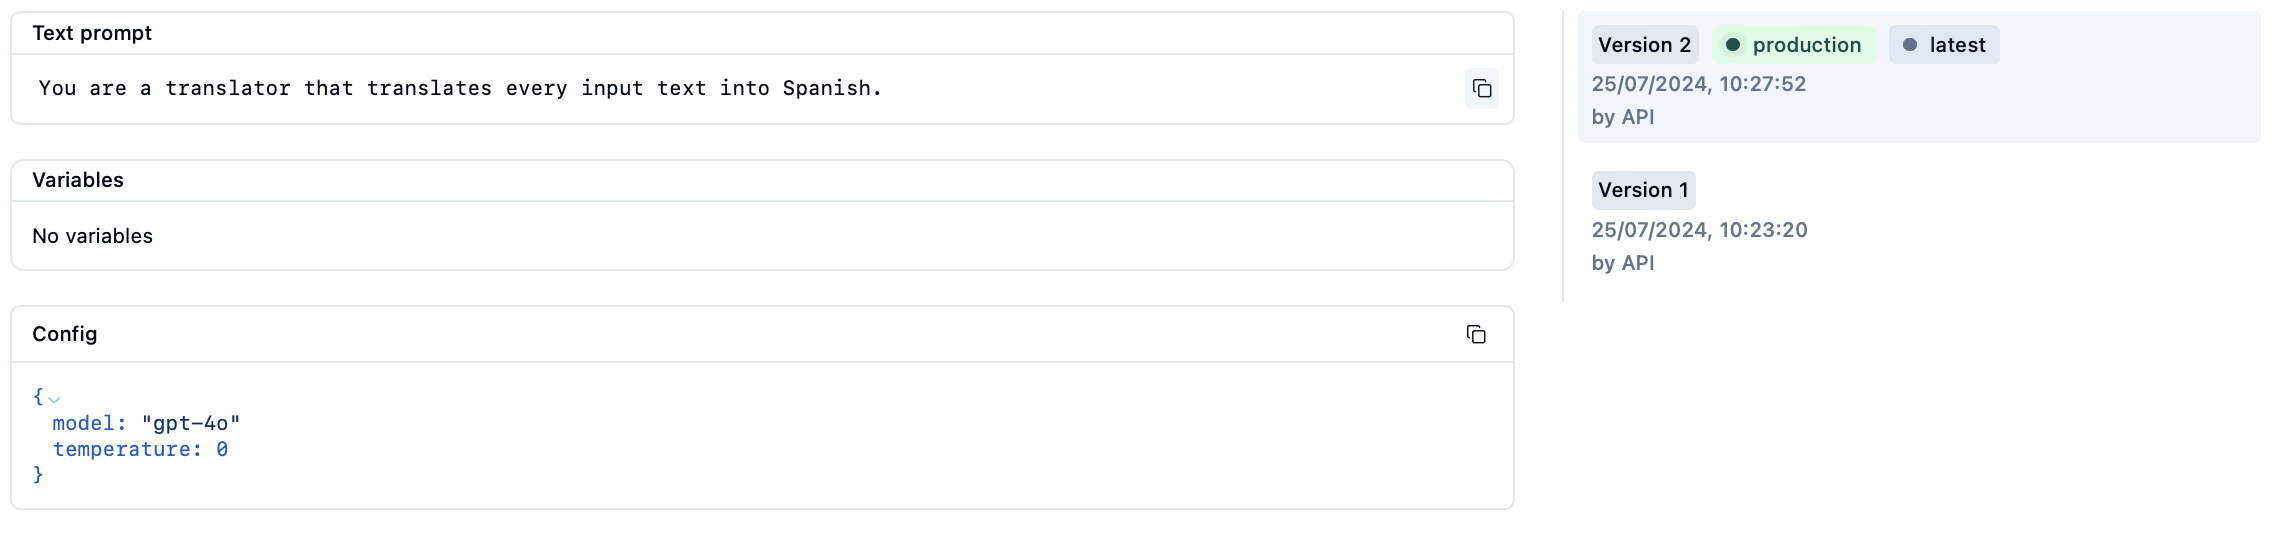 Text prompt
You are a translator that translates every input text into Spanish.
Variables
No variables
Config
{
model: "gpt-4o"
temperature: 0
}
Version 2 production latest
25/07/2024, 10:27:52
by API
Version 1
25/07/2024, 10:23:20
by API